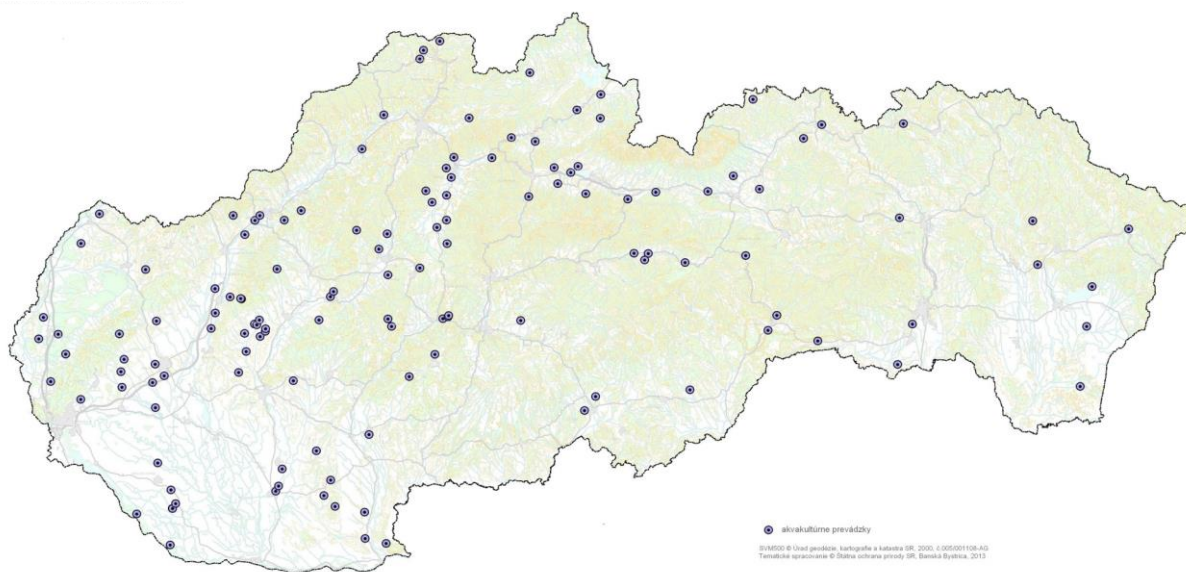 akvakultúrne prevádzky
SVM500 © Úrad geodézie, kartografie a katastra SR, 2000, č.005/001108-AG
Tematické spracovanie © Štátna ochrana prírody SR, Banská Bystrica, 2013